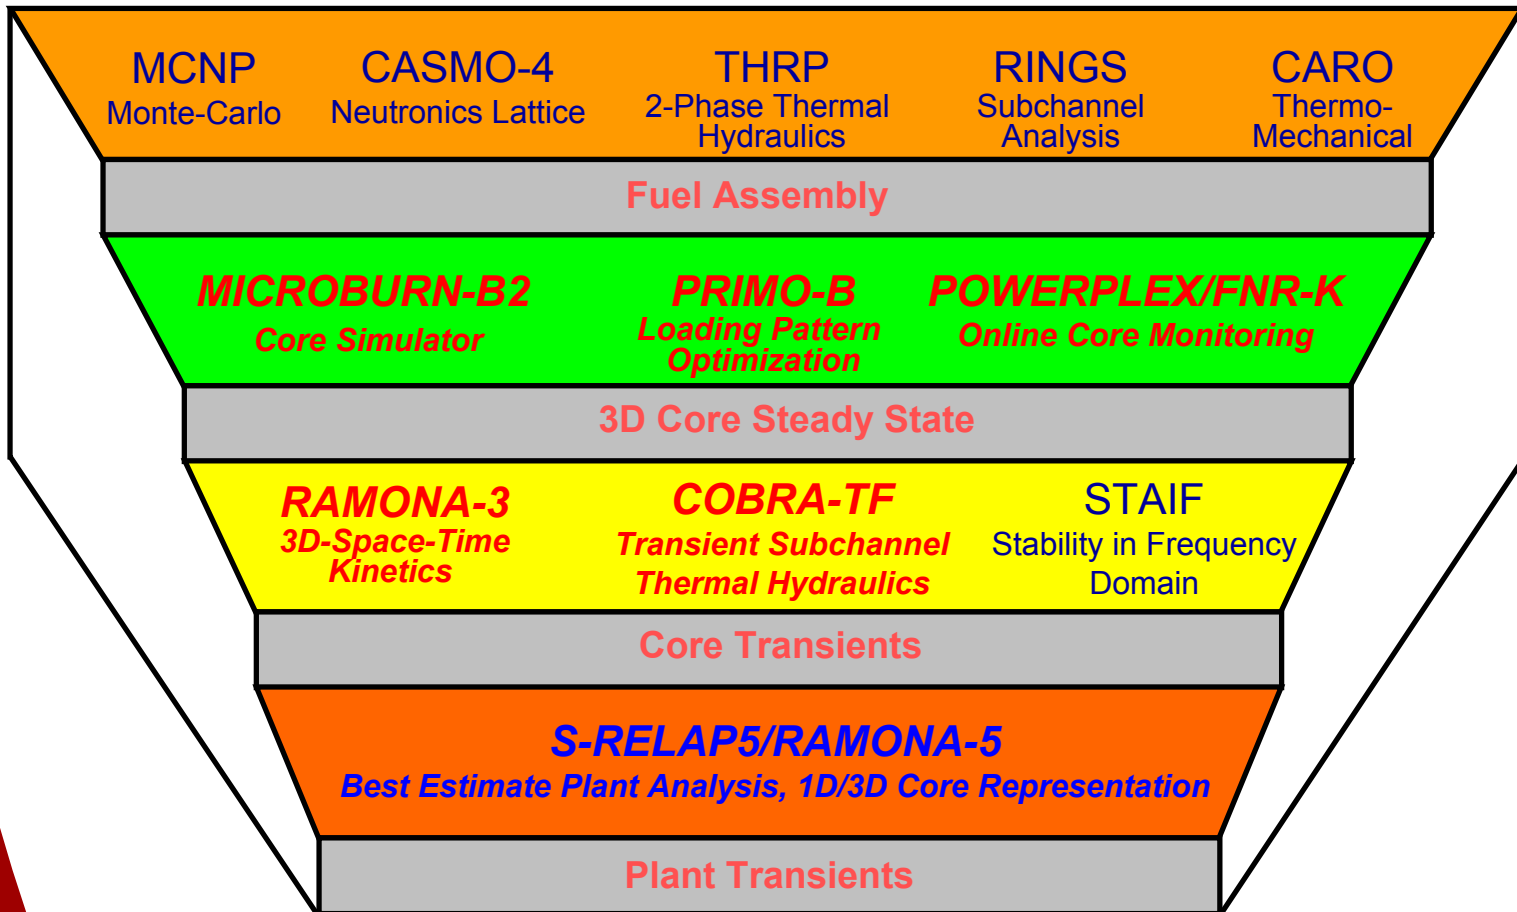 MCNP
Monte-Carlo
CASMO-4
Neutronics Lattice
THRP
2-Phase Thermal
Hydraulics
RINGS
Subchannel
Analysis
CARO
Thermo-
Mechanical
Fuel Assembly
MICROBURN-B2
Core Simulator
PRIMO-B
Loading Pattern
Optimization
POWERPLEX/FNR-K
Online Core Monitoring
3D Core Steady State
RAMONA-3
3D-Space-Time
Kinetics
COBRA-TF
Transient Subchannel
Thermal Hydraulics
STAIF
Stability in Frequency
Domain
Core Transients
S-RELAP5/RAMONA-5
Best Estimate Plant Analysis, 1D/3D Core Representation
Plant Transients